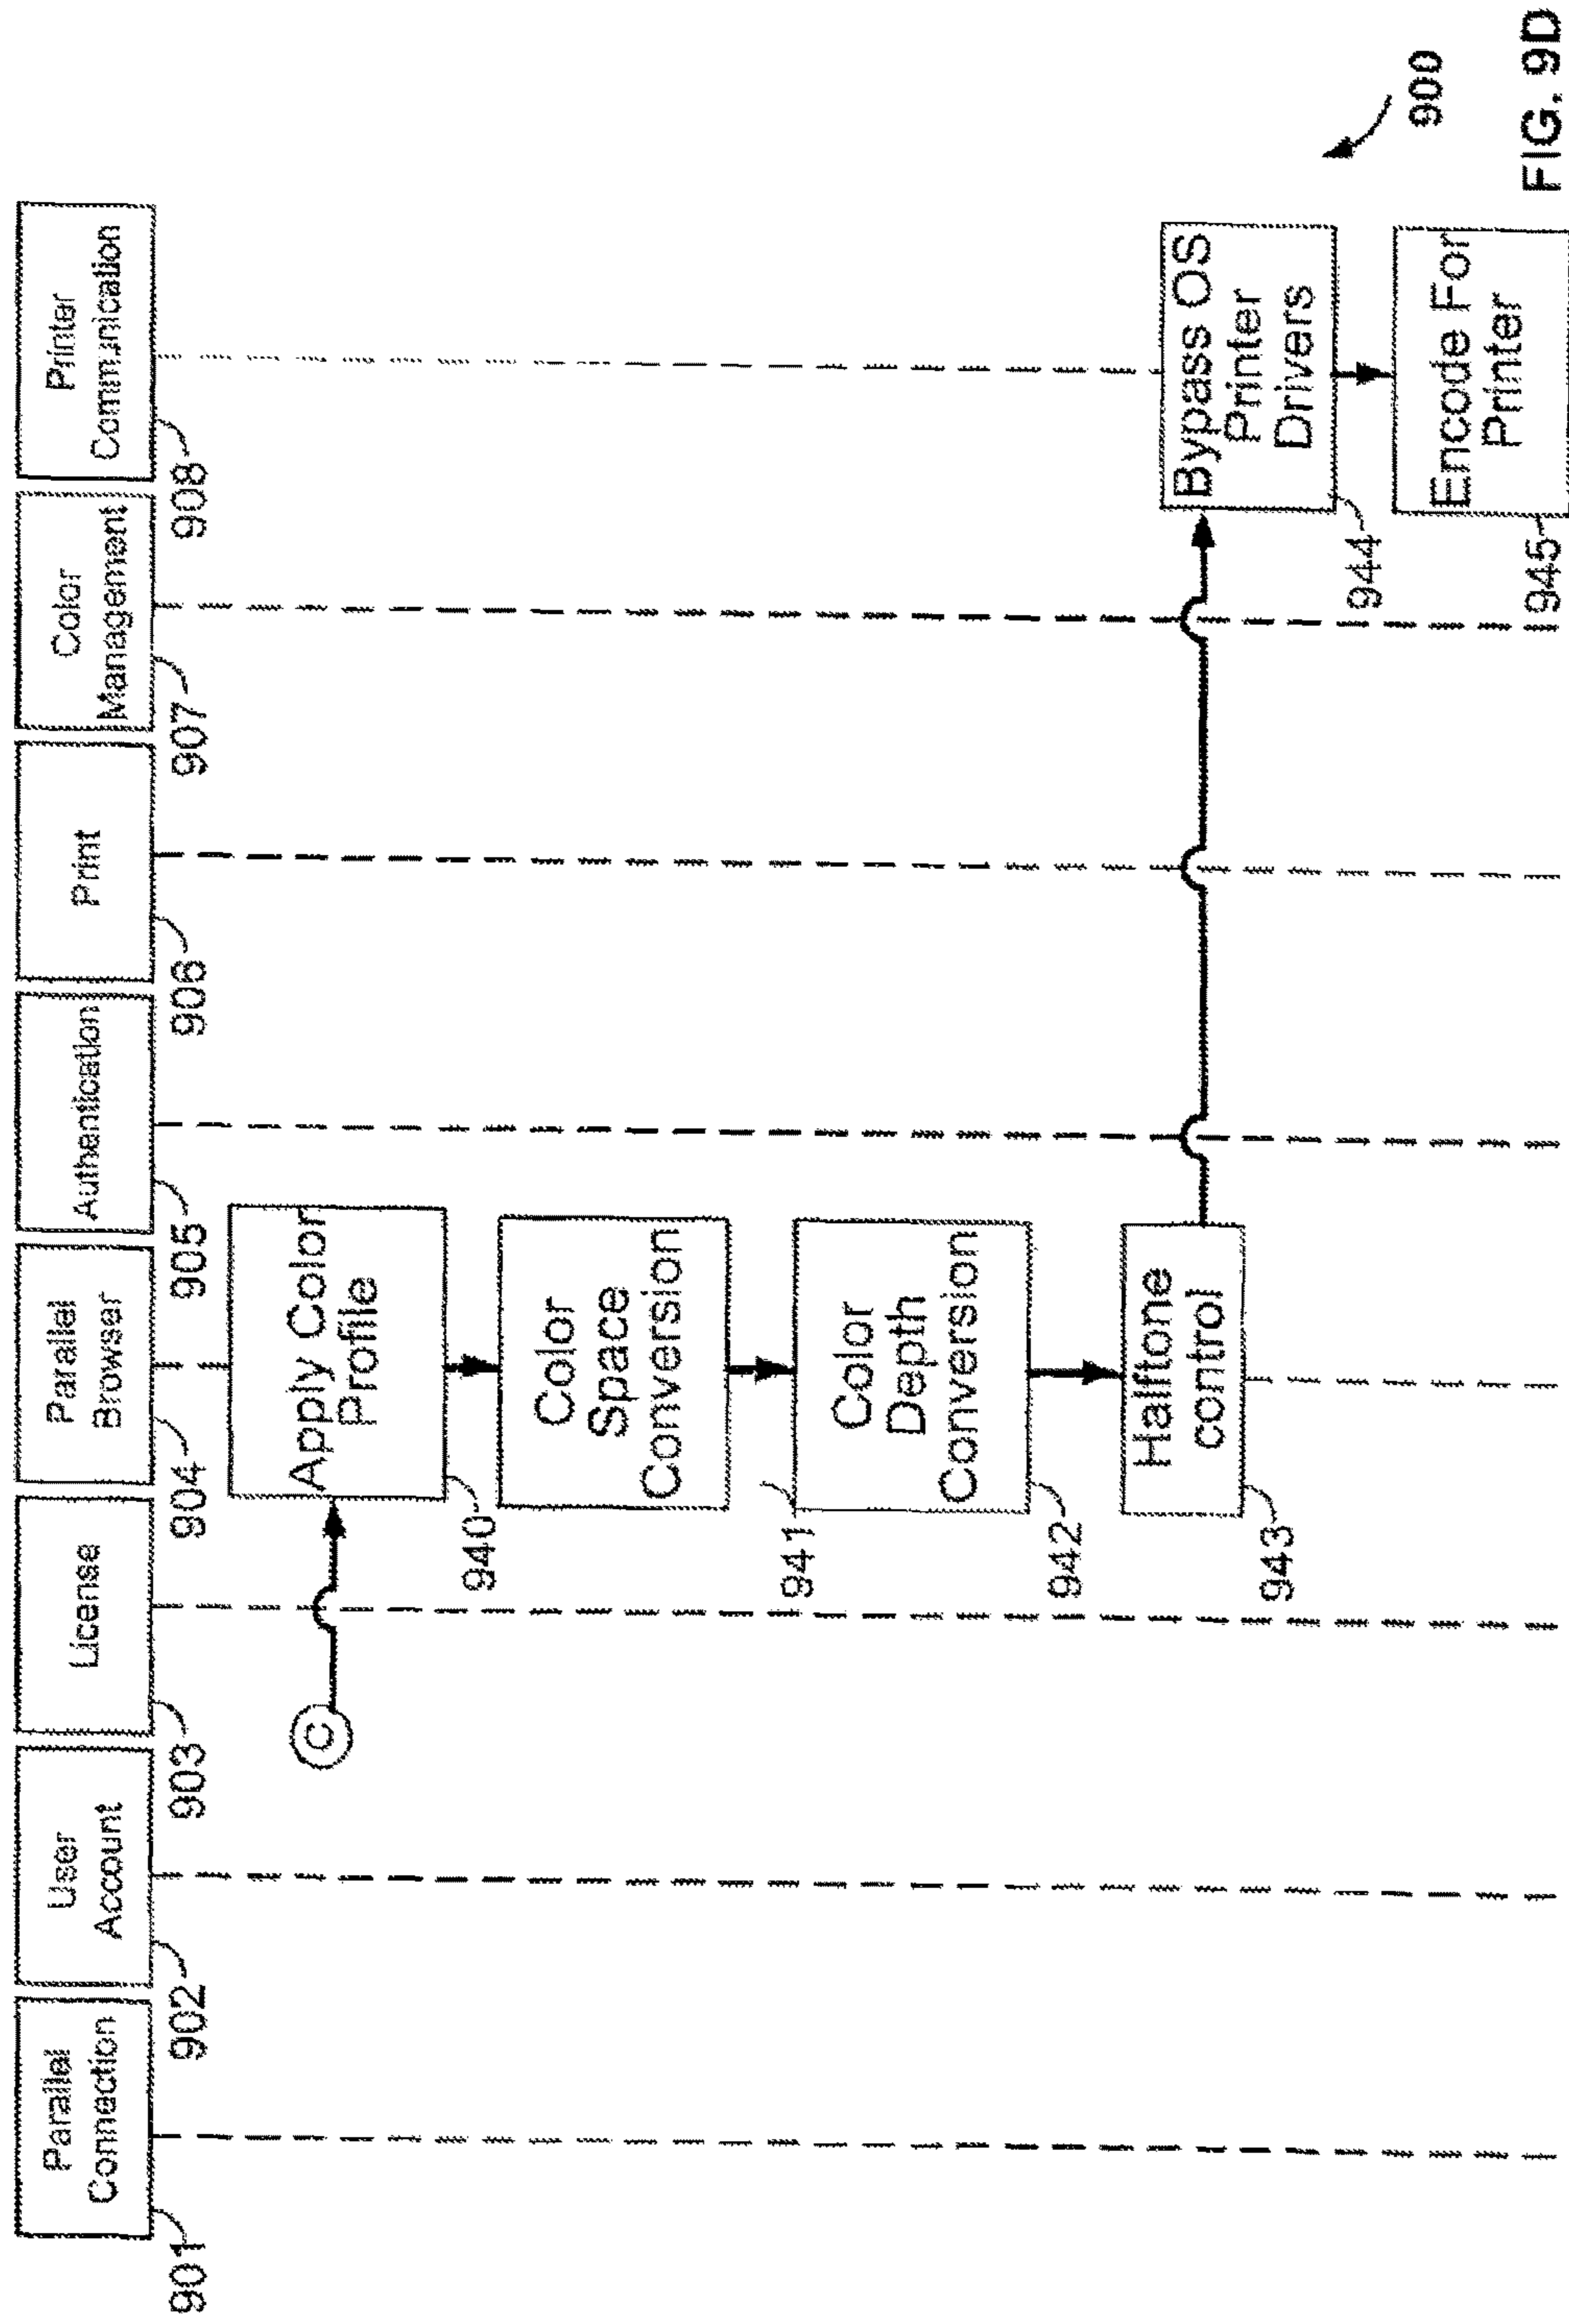 Parallel
Connection
901
User
Account
902
License
903
Parallel
Browser
904
Authentication
905
Print
906
Color
Management
907
Printer
Communication
908
C
Apply Color
Profile
940
Color
Space
Conversion
941
Color
Depth
Conversion
942
Halftone
control
943
Bypass OS
Printer
Drivers
944
Encode For
Printer
945
900
FIG. 9D